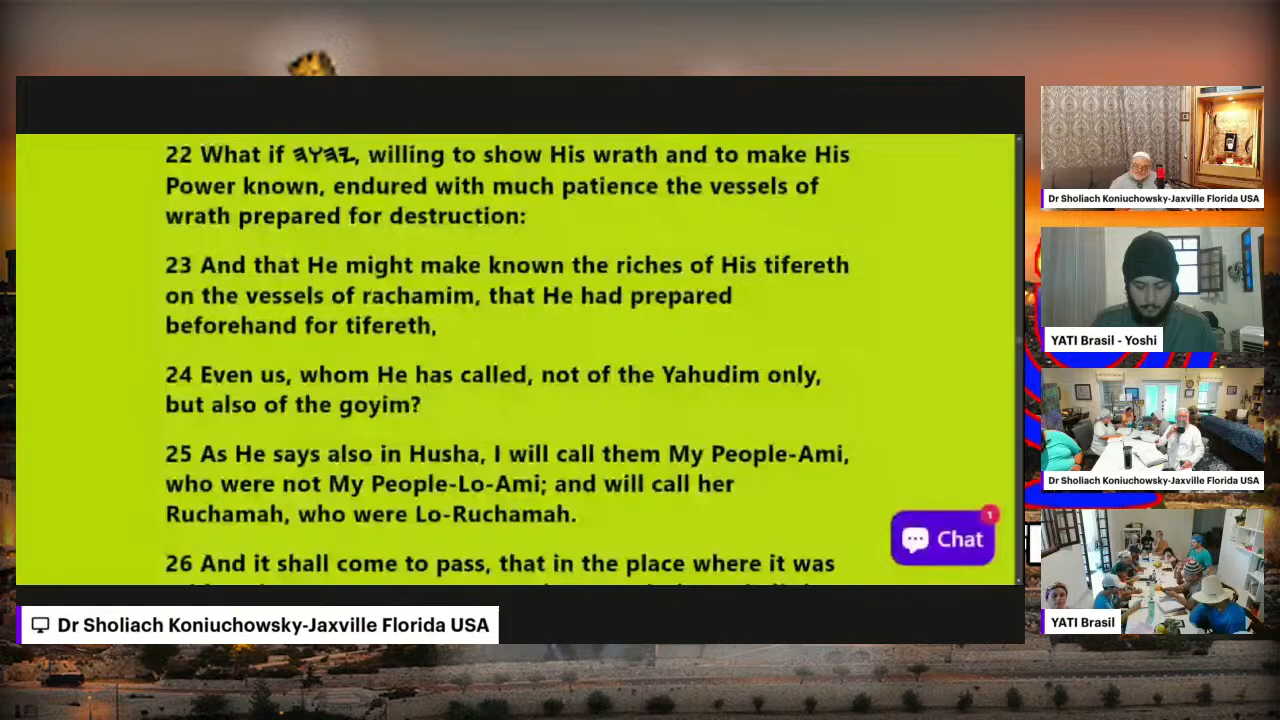 22 What if 𐤉𐤄𐤅𐤄, willing to show His wrath and to make His
Power known, endured with much patience the vessels of
wrath prepared for destruction:
23 And that He might make known the riches of His tifereth
on the vessels of rachamim, that He had prepared
beforehand for tifereth,
24 Even us, whom He has called, not of the Yahudim only,
but also of the goyim?
25 As He says also in Husha, I will call them My People-Ami,
who were not My People-Lo-Ami; and will call her
Ruchamah, who were Lo-Ruchamah.
26 And it shall come to pass, that in the place where it was
Chat
1
Dr Sholiach Koniuchowsky-Jaxville Florida USA
Dr Sholiach Koniuchowsky-Jaxville Florida USA
YATI Brasil - Yoshi
Dr Sholiach Koniuchowsky-Jaxville Florida USA
YATI Brasil